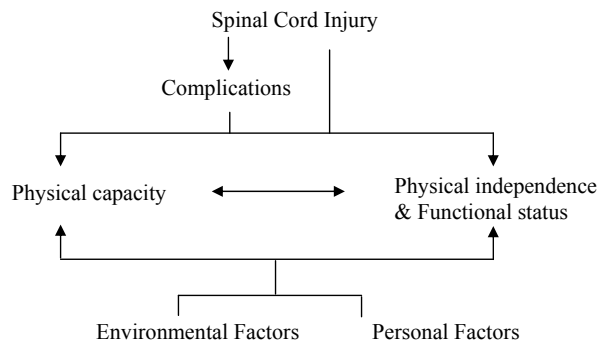 Spinal Cord Injury
Complications
Physical capacity
Physical independence
& Functional status
Environmental Factors
Personal Factors